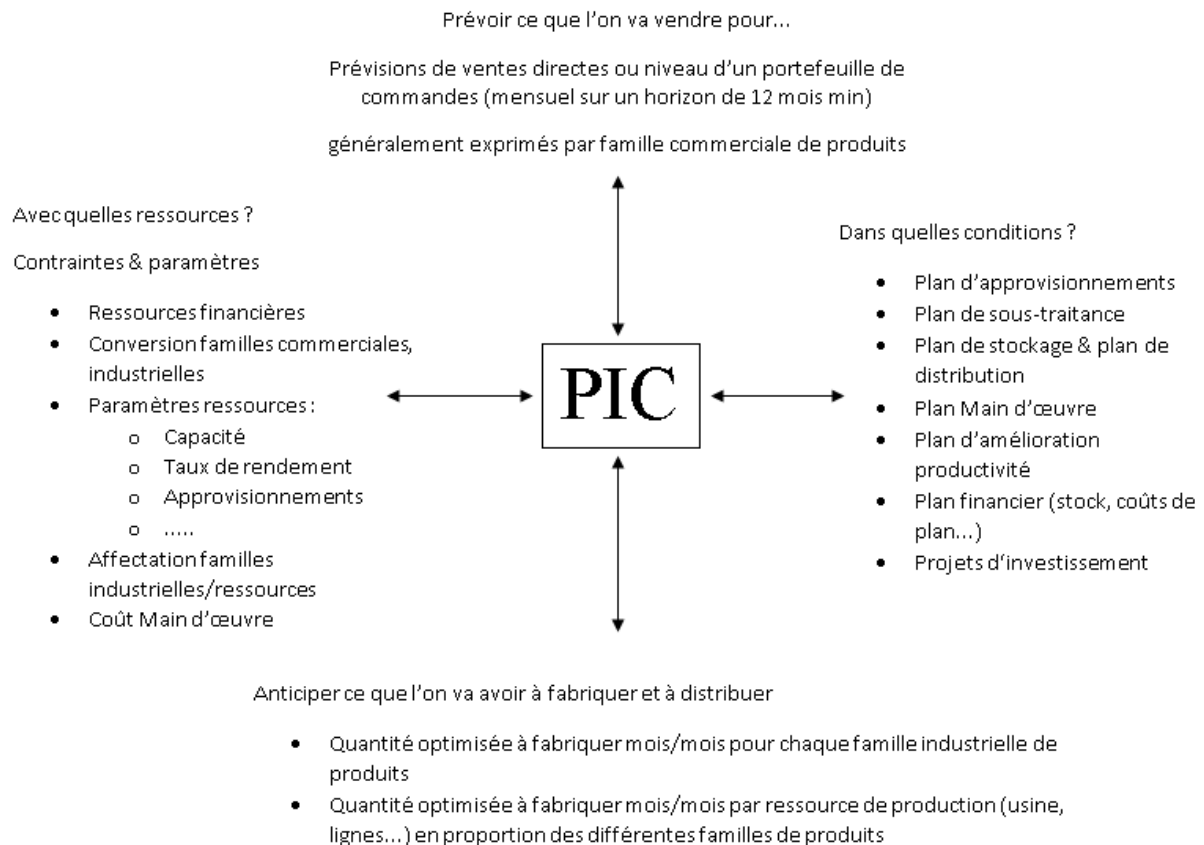 Prévoir ce que l'on va vendre pour...
Prévisions de ventes directes ou niveau d'un portefeuille de
commandes (mensuel sur un horizon de 12 mois min)
généralement exprimés par famille commerciale de produits
Avec quelles ressources ?
Contraintes & paramètres
• Ressources financières
• Conversion familles commerciales,
industrielles
• Paramètres ressources :
o Capacité
o Taux de rendement
o Approvisionnements
o .....
• Affectation familles
industrielles/ressources
• Coût Main d'œuvre
PIC
Dans quelles conditions ?
• Plan d'approvisionnements
• Plan de sous-traitance
• Plan de stockage & plan de
distribution
• Plan Main d'œuvre
• Plan d'amélioration
productivité
• Plan financier (stock, coûts de
plan...)
• Projets d'investissement
Anticiper ce que l'on va avoir à fabriquer et à distribuer
• Quantité optimisée à fabriquer mois/mois pour chaque famille industrielle de
produits
• Quantité optimisée à fabriquer mois/mois par ressource de production (usine,
lignes...) en proportion des différentes familles de produits